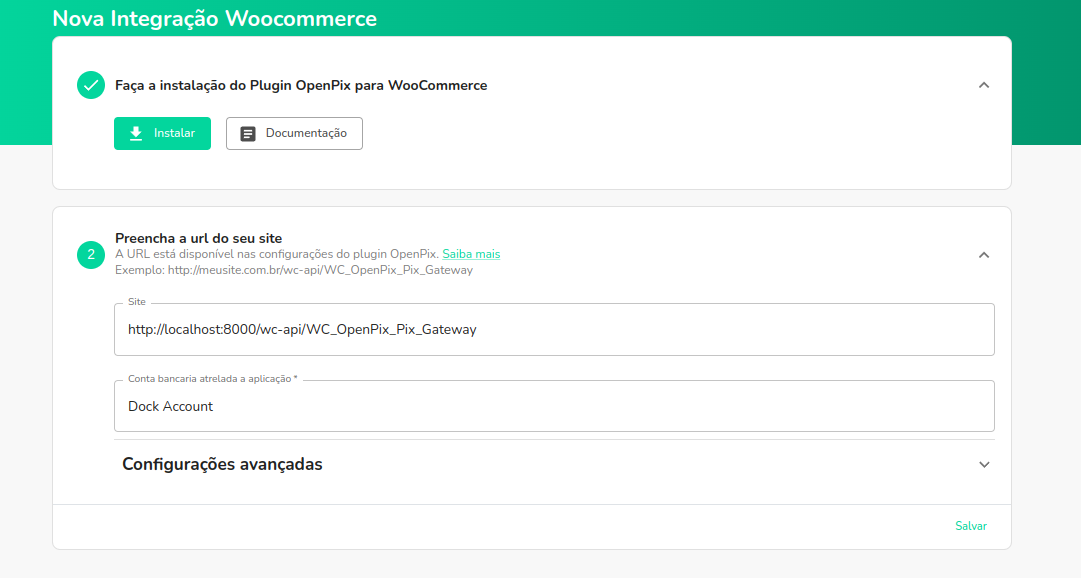 Nova Integração Woocommerce
Faça a instalação do Plugin OpenPix para WooCommerce
Instalar
Documentação
2
Preencha a url do seu site
A URL está disponível nas configurações do plugin OpenPix. Saiba mais
Exemplo: http://meusite.com.br/wc-api/WC_OpenPix_Pix_Gateway
Site
http://localhost:8000/wc-api/WC_OpenPix_Pix_Gateway
Conta bancaria atrelada a aplicação *
Dock Account
Configurações avançadas
Salvar